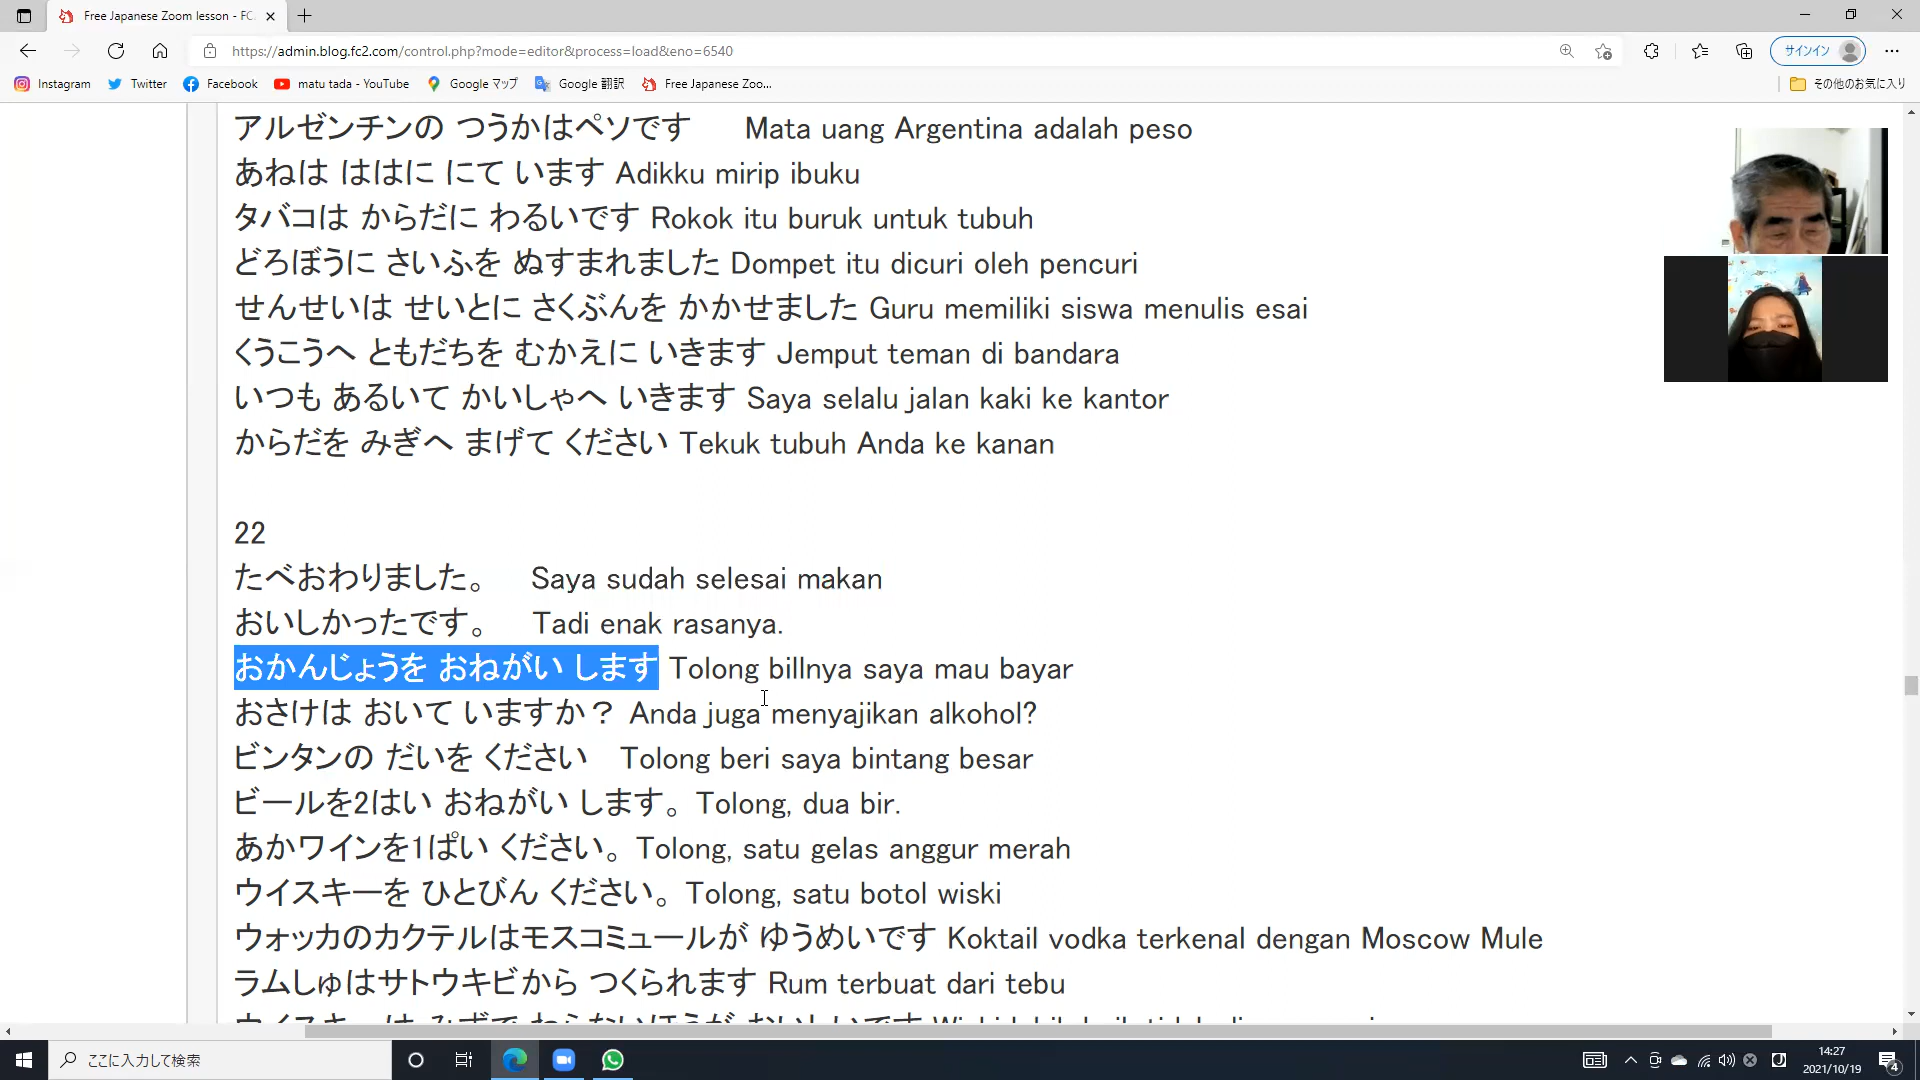 Free Japanese Zoom lesson - FC
https://admin.blog.fc2.com/control.php?mode=editor&process=load&eno=6540
サインイン
Instagram Twitter Facebook matu tada - YouTube Google マップ Google 翻訳 Free Japanese Zoo... その他のお気に入り
アルゼンチンの つうかはペソです Mata uang Argentina adalah peso
あねは ははに にて います Adikku mirip ibuku
タバコは からだに わるいです Rokok itu buruk untuk tubuh
どろぼうに さいふを ぬすまれました Dompet itu dicuri oleh pencuri
せんせいは せいとに さくぶんを かかせました Guru memiliki siswa menulis esai
くうこうへ ともだちを むかえに いきます Jemput teman di bandara
いつも あるいて かいしゃへ いきます Saya selalu jalan kaki ke kantor
からだを みぎへ まげて ください Tekuk tubuh Anda ke kanan
22
たべおわりました。 Saya sudah selesai makan
おいしかったです。 Tadi enak rasanya.
おかんじょうを おねがい します Tolong billnya saya mau bayar
おさけは おいて いますか？ Anda juga menyajikan alkohol?
ビンタンの だいを ください Tolong beri saya bintang besar
ビールを2はい おねがい します。 Tolong, dua bir.
あかワインを1ぱい ください。 Tolong, satu gelas anggur merah
ウイスキーを ひとびん ください。 Tolong, satu botol wiski
ウォッカのカクテルはモスコミュールが ゆうめいです Koktail vodka terkenal dengan Moscow Mule
ラムしゅはサトウキビから つくられます Rum terbuat dari tebu
ここに入力して検索
14:27
2021/10/19
4